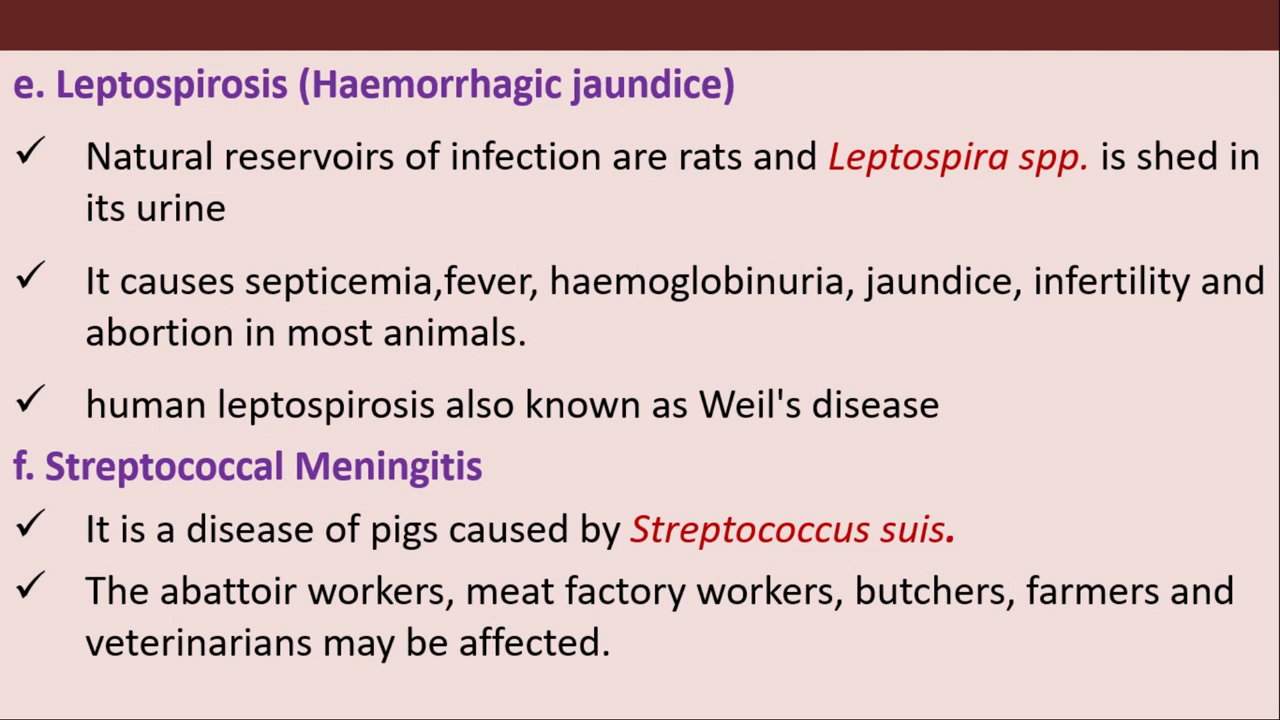 e. Leptospirosis (Haemorrhagic jaundice)
✓ Natural reservoirs of infection are rats and Leptospira spp. is shed in
its urine
✓ It causes septicemia,fever, haemoglobinuria, jaundice, infertility and
abortion in most animals.
✓ human leptospirosis also known as Weil's disease
f. Streptococcal Meningitis
✓ It is a disease of pigs caused by Streptococcus suis.
✓ The abattoir workers, meat factory workers, butchers, farmers and
veterinarians may be affected.